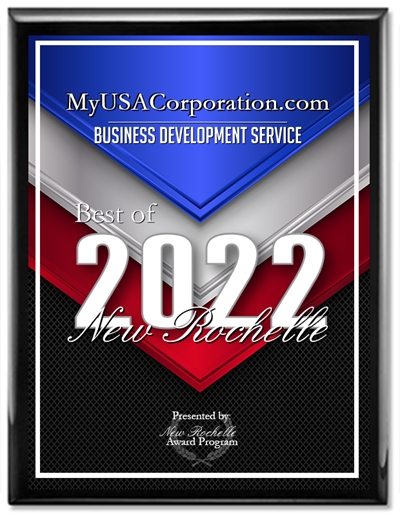 MyUSACorporation.com
BUSINESS DEVELOPMENT SERVICE
Best of
2022
New Rochelle
Presented by:
New Rochelle
Award Program